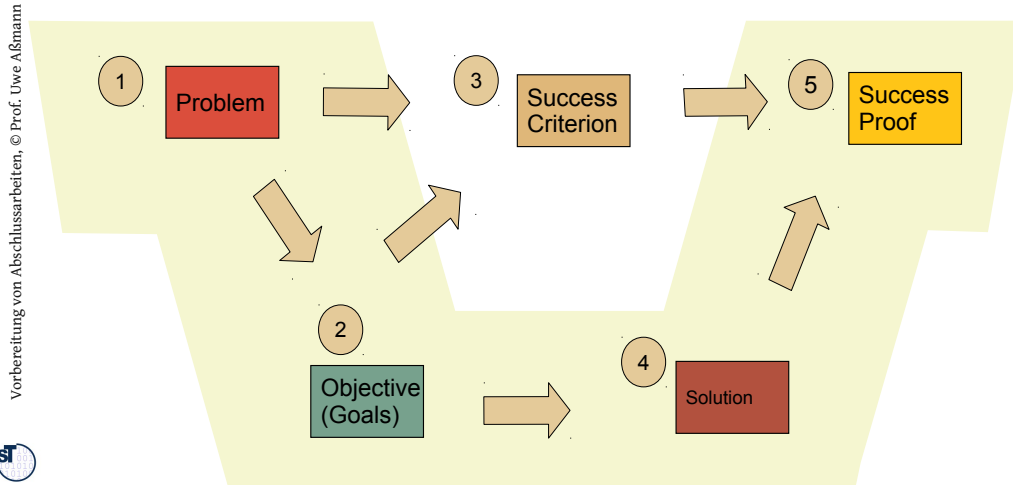 Vorbereitung von Abschlussarbeiten, © Prof. Uwe Aßmann
1
Problem
3
Success
Criterion
5
Success
Proof
2
Objective
(Goals)
4
Solution
sT